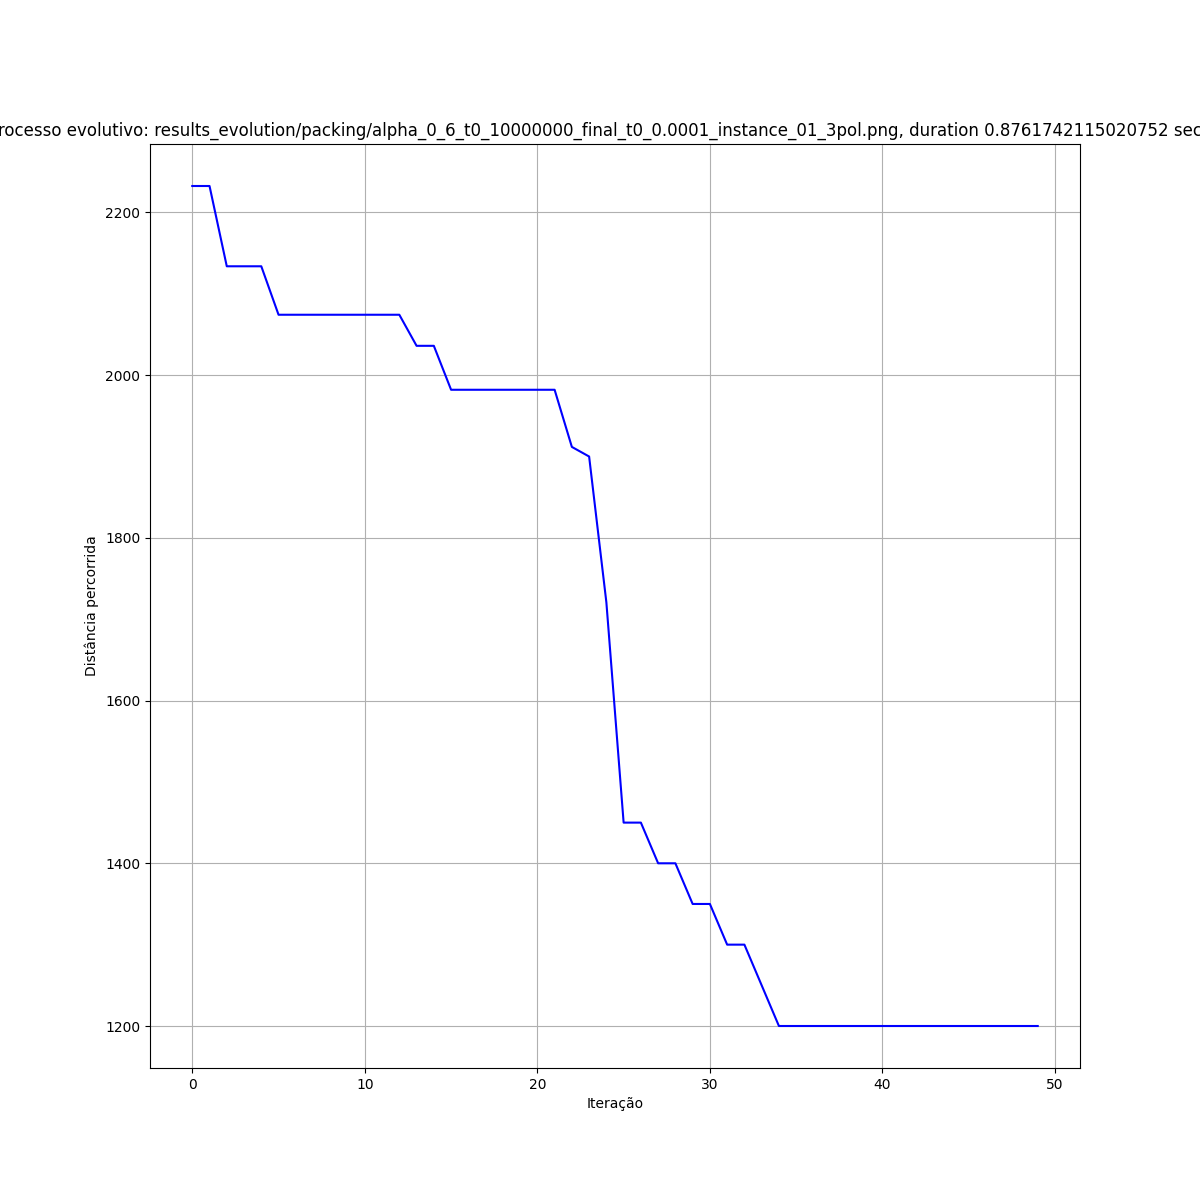 rocesso evolutivo: results_evolution/packing/alpha_0_6_t0_10000000_final_t0_0.0001_instance_01_3pol.png, duration 0.8761742115020752 sec
2200
2000
1800
1600
1400
1200
Distância percorrida
0 10 20 30 40 50
Iteração